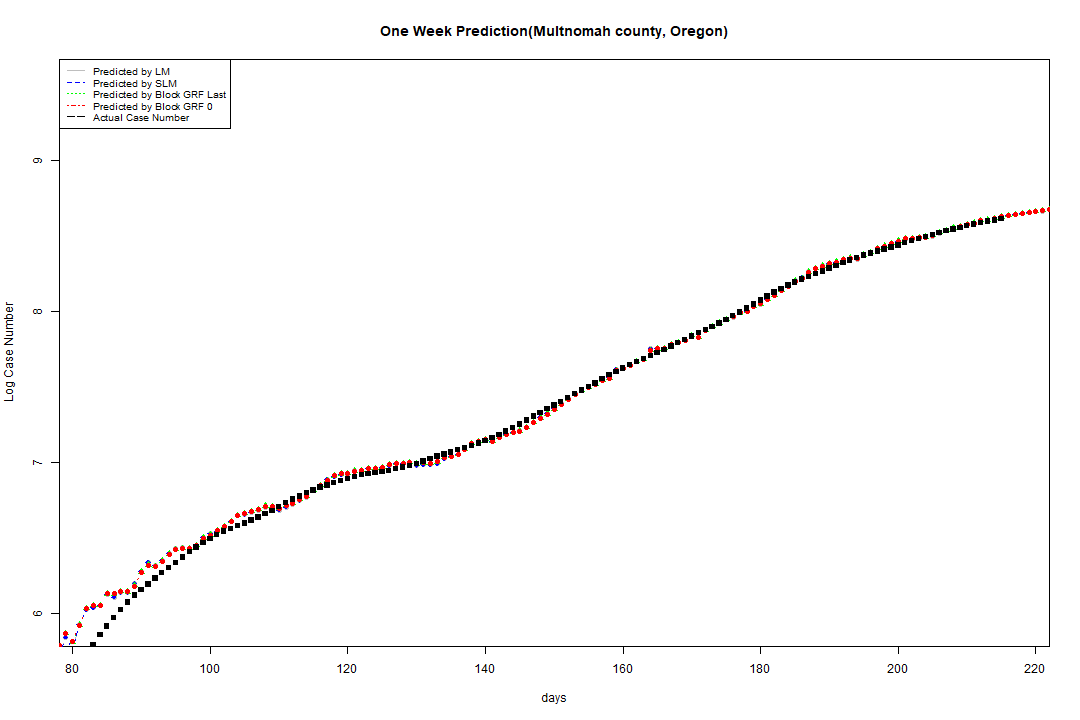 One Week Prediction(Multnomah county, Oregon)
Predicted by LM
Predicted by SLM
Predicted by Block GRF Last
Predicted by Block GRF 0
Actual Case Number
Log Case Number
9
8
7
6
80 100 120 140 160 180 200 220
days